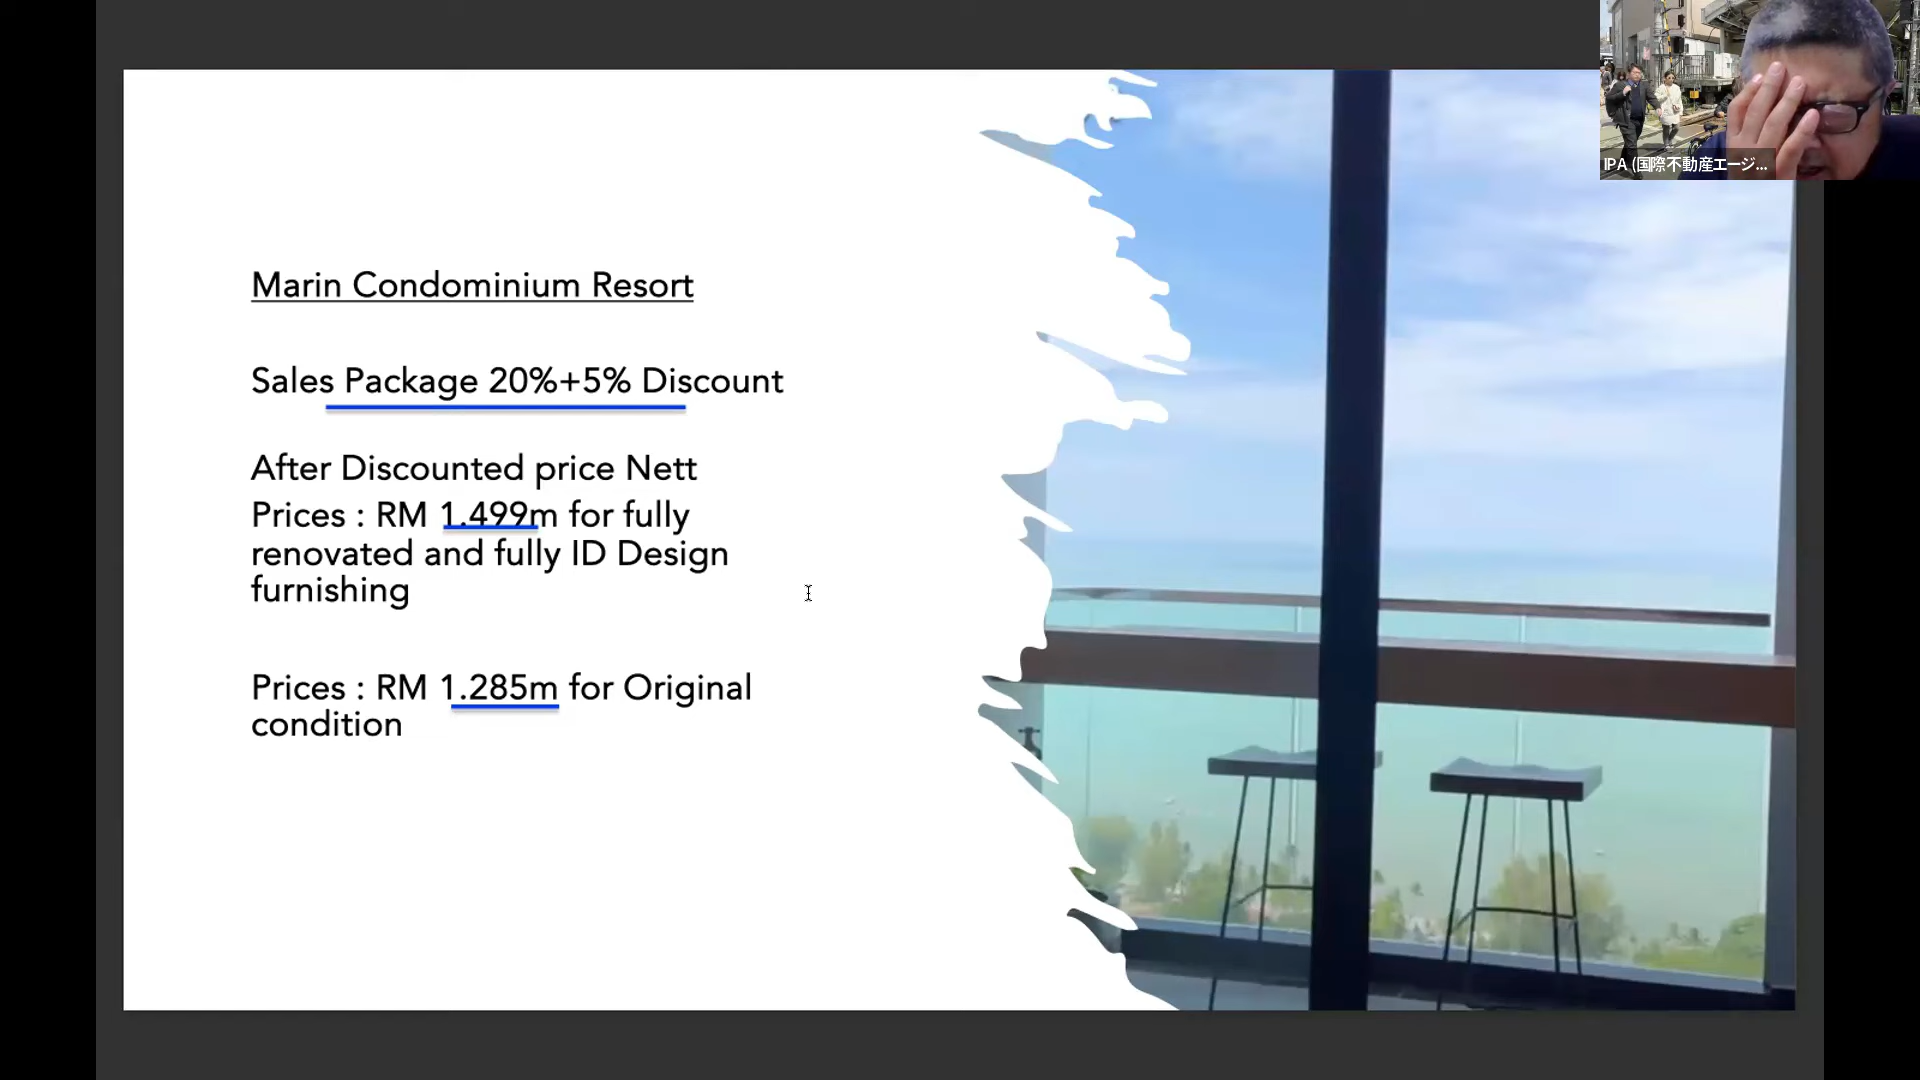 IPA (国際不動産エージ...
Marin Condominium Resort
Sales Package 20%+5% Discount
After Discounted price Nett
Prices : RM 1.499m for fully
renovated and fully ID Design
furnishing
Prices : RM 1.285m for Original
condition